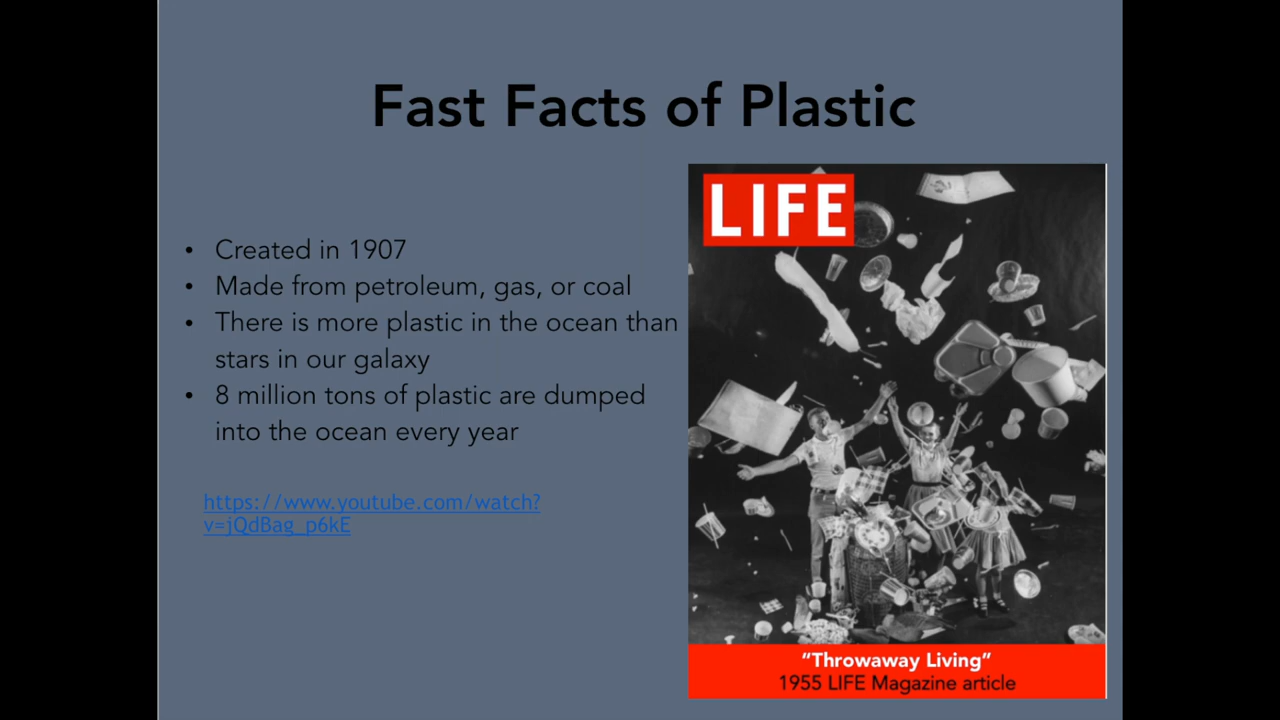 Fast Facts of Plastic
• Created in 1907
• Made from petroleum, gas, or coal
• There is more plastic in the ocean than
stars in our galaxy
• 8 million tons of plastic are dumped
into the ocean every year
https://www.youtube.com/watch?
v=jQdBag_p6kE
LIFE
“Throwaway Living”
1955 LIFE Magazine article